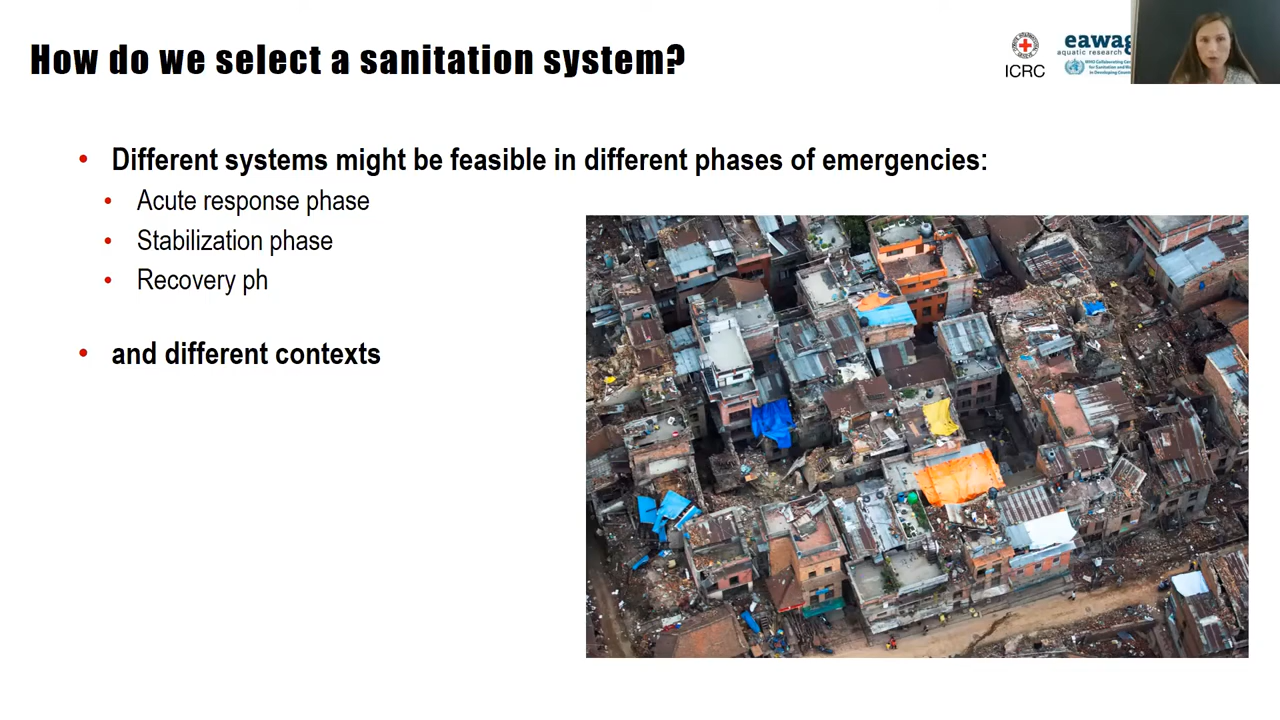 How do we select a sanitation system?
ICRC
eawag
aquatic research
• Different systems might be feasible in different phases of emergencies:
• Acute response phase
• Stabilization phase
• Recovery ph
• and different contexts